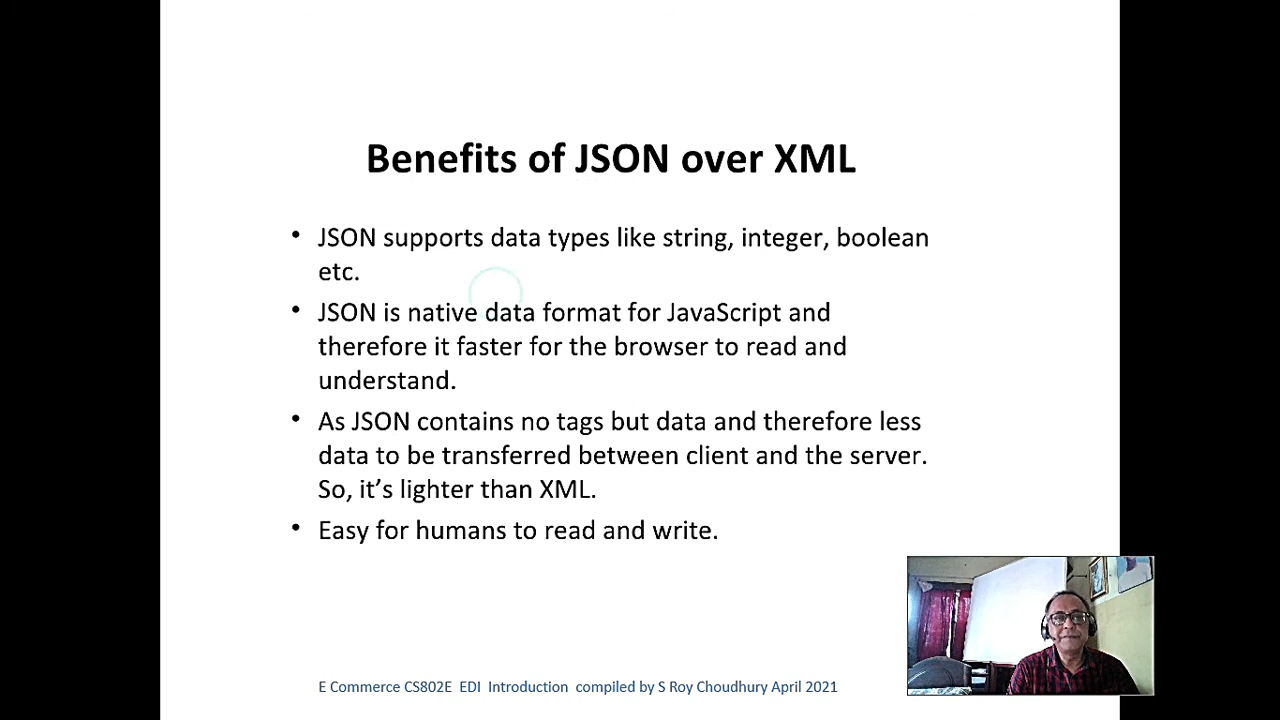 Benefits of JSON over XML
• JSON supports data types like string, integer, boolean
etc.
• JSON is native data format for JavaScript and
therefore it faster for the browser to read and
understand.
• As JSON contains no tags but data and therefore less
data to be transferred between client and the server.
So, it’s lighter than XML.
• Easy for humans to read and write.
E Commerce CS802E EDI Introduction compiled by S Roy Choudhury April 2021